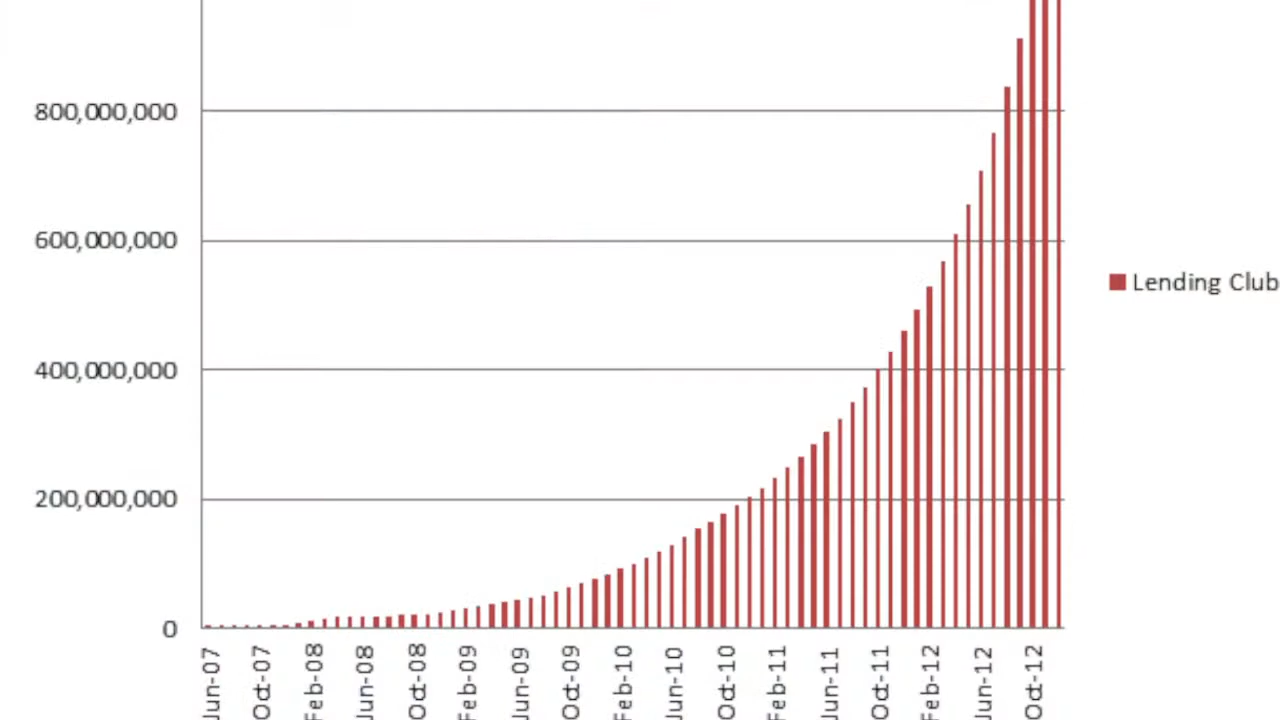 800,000,000
600,000,000
Lending Club
400,000,000
200,000,000
0
Jun-07
Oct-07
Feb-08
Jun-08
Oct-08
Feb-09
Jun-09
Oct-09
Feb-10
Jun-10
Oct-10
Feb-11
Jun-11
Oct-11
Feb-12
Jun-12
Oct-12